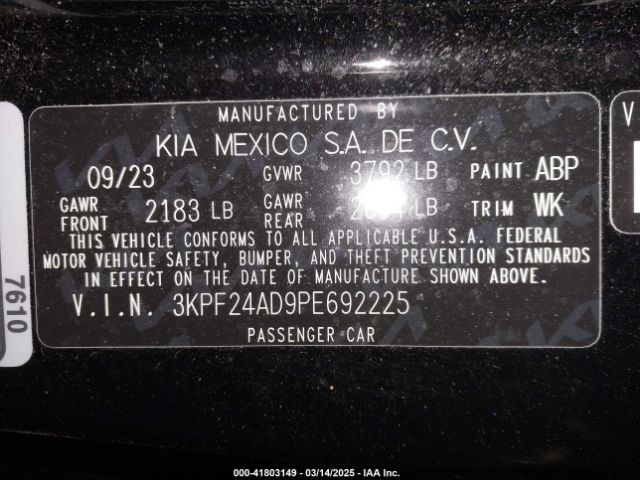 MANUFACTURED BY
KIA MEXICO S.A. DE C.V.
09/23 GVWR 3792 LB PAINT ABP
GAWR FRONT 2183 LB GAWR REAR LB TRIM WK
THIS VEHICLE CONFORMS TO ALL APPLICABLE U.S.A. FEDERAL
MOTOR VEHICLE SAFETY, BUMPER, AND THEFT PREVENTION STANDARDS
IN EFFECT ON THE DATE OF MANUFACTURE SHOWN ABOVE.
V.I.N. 3KPF24AD9PE692225
PASSENGER CAR
7610
V
000-41803149 - 03/14/2025 - IAA Inc.